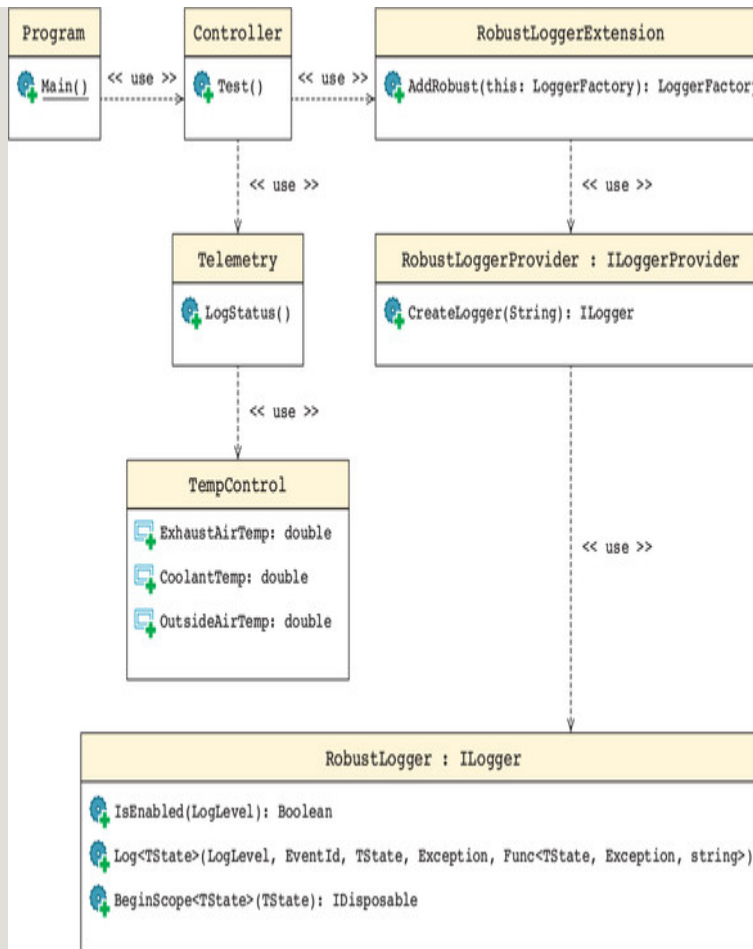 Program
Main()
<< use >>
Controller
Test()
<< use >>
RobustLoggerExtension
AddRobust(this: LoggerFactory): LoggerFactory
<< use >>
<< use >>
Telemetry
LogStatus()
RobustLoggerProvider : ILoggerProvider
CreateLogger(String): ILogger
<< use >>
TempControl
ExhaustAirTemp: double
CoolantTemp: double
OutsideAirTemp: double
<< use >>
RobustLogger : ILogger
IsEnabled(LogLevel): Boolean
Log<TState>(LogLevel, EventId, TState, Exception, Func<TState, Exception, string>)
BeginScope<TState>(TState): IDisposable